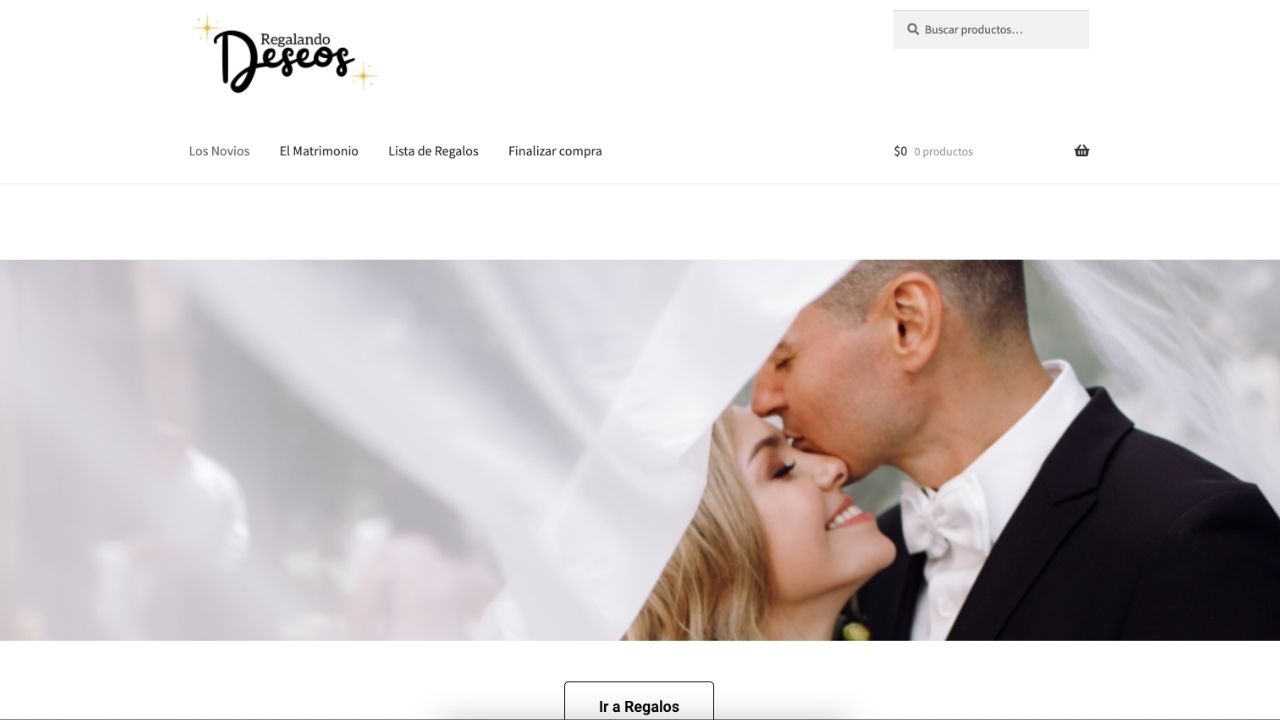 Regalando
Deseos
Buscar productos…
Los Novios El Matrimonio Lista de Regalos Finalizar compra
$0 0 productos
Ir a Regalos